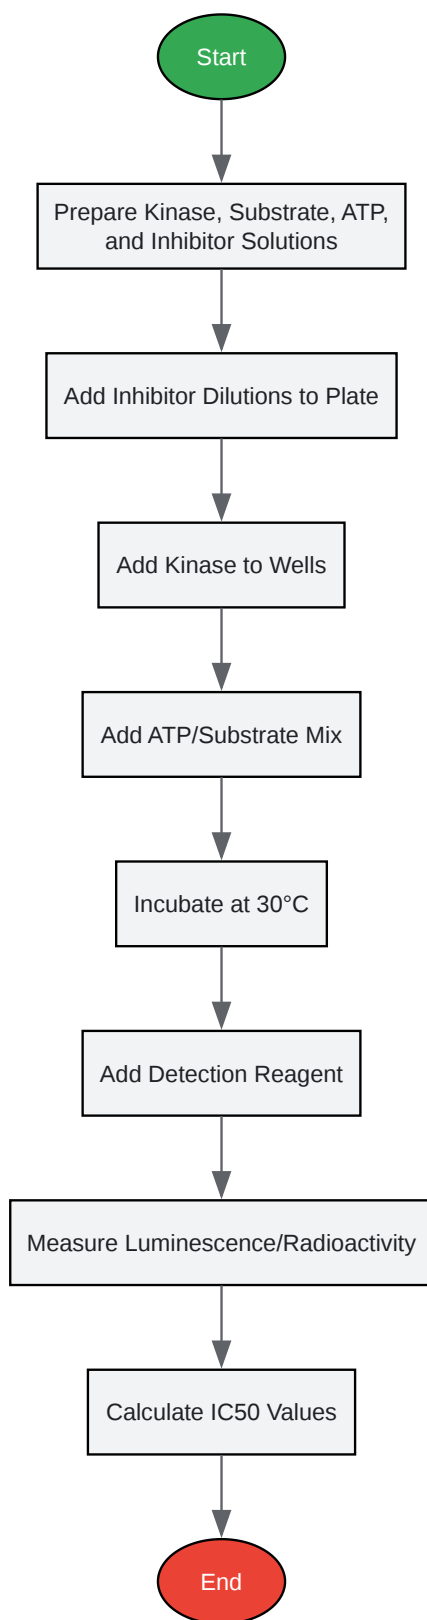 Start
Prepare Kinase, Substrate, ATP,
and Inhibitor Solutions
Add Inhibitor Dilutions to Plate
Add Kinase to Wells
Add ATP/Substrate Mix
Incubate at 30°C
Add Detection Reagent
Measure Luminescence/Radioactivity
Calculate IC50 Values
End